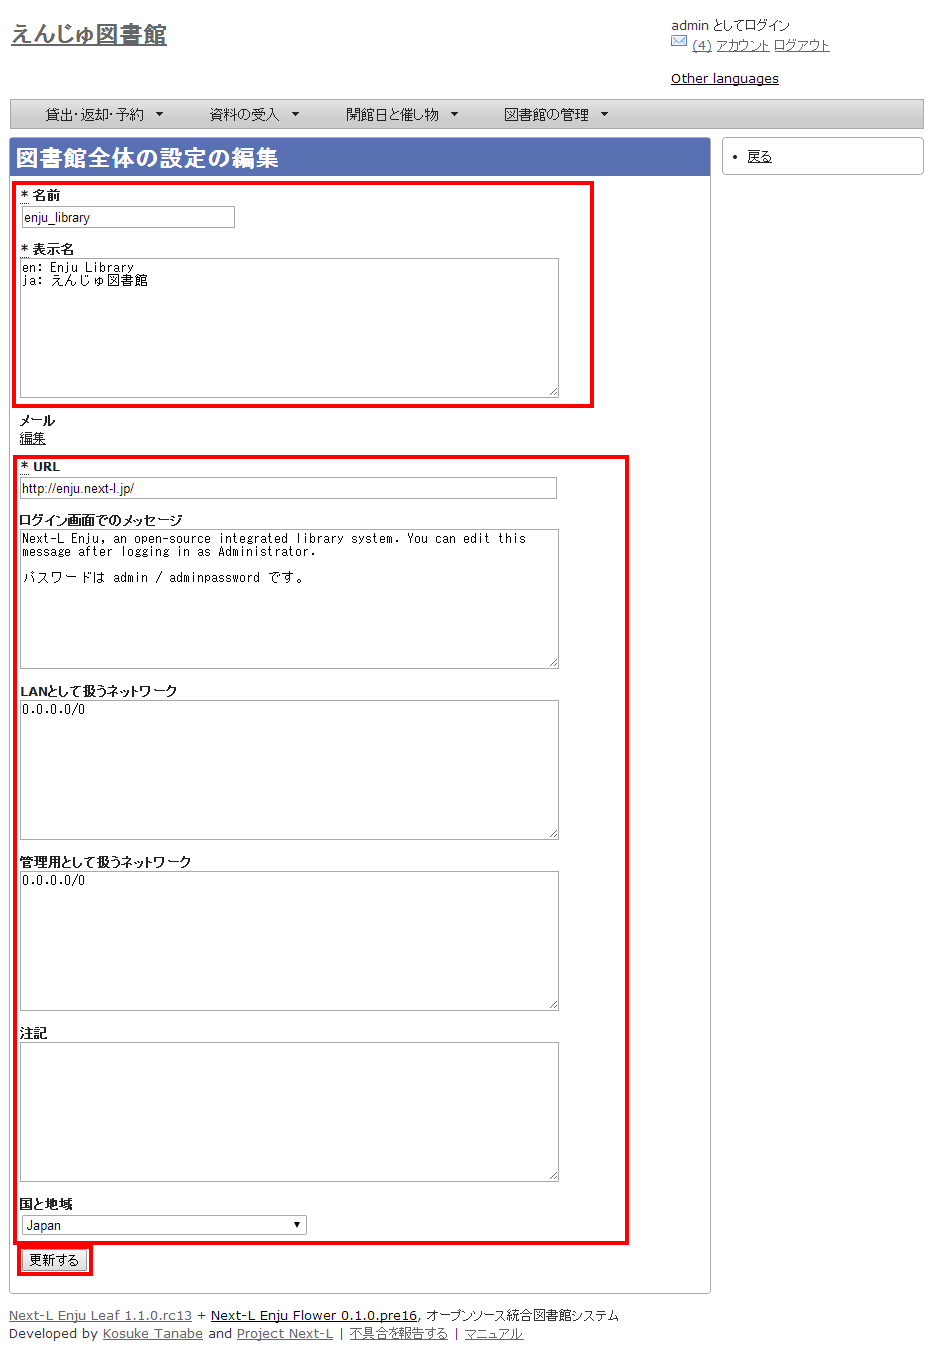 えんじゅ図書館
admin としてログイン
(4) アカウント ログアウト
Other languages
貸出・返却・予約 ▼ 資料の受入 ▼ 開館日と催し物 ▼ 図書館の管理 ▼
図書館全体の設定の編集
• 戻る
* 名前
enju_library
* 表示名
en: Enju Library
ja: えんじゅ図書館
メール
編集
* URL
http://enju.next-l.jp/
ログイン画面でのメッセージ
Next-L Enju, an open-source integrated library system. You can edit this
message after logging in as Administrator.
パスワードは admin / adminpassword です。
LANとして扱うネットワーク
0.0.0.0/0
管理用として扱うネットワーク
0.0.0.0/0
注記
国と地域
Japan ▼
更新する
Next-L Enju Leaf 1.1.0.rc13 + Next-L Enju Flower 0.1.0.pre16, オープンソース統合図書館システム
Developed by Kosuke Tanabe and Project Next-L | 不具合を報告する | マニュアル